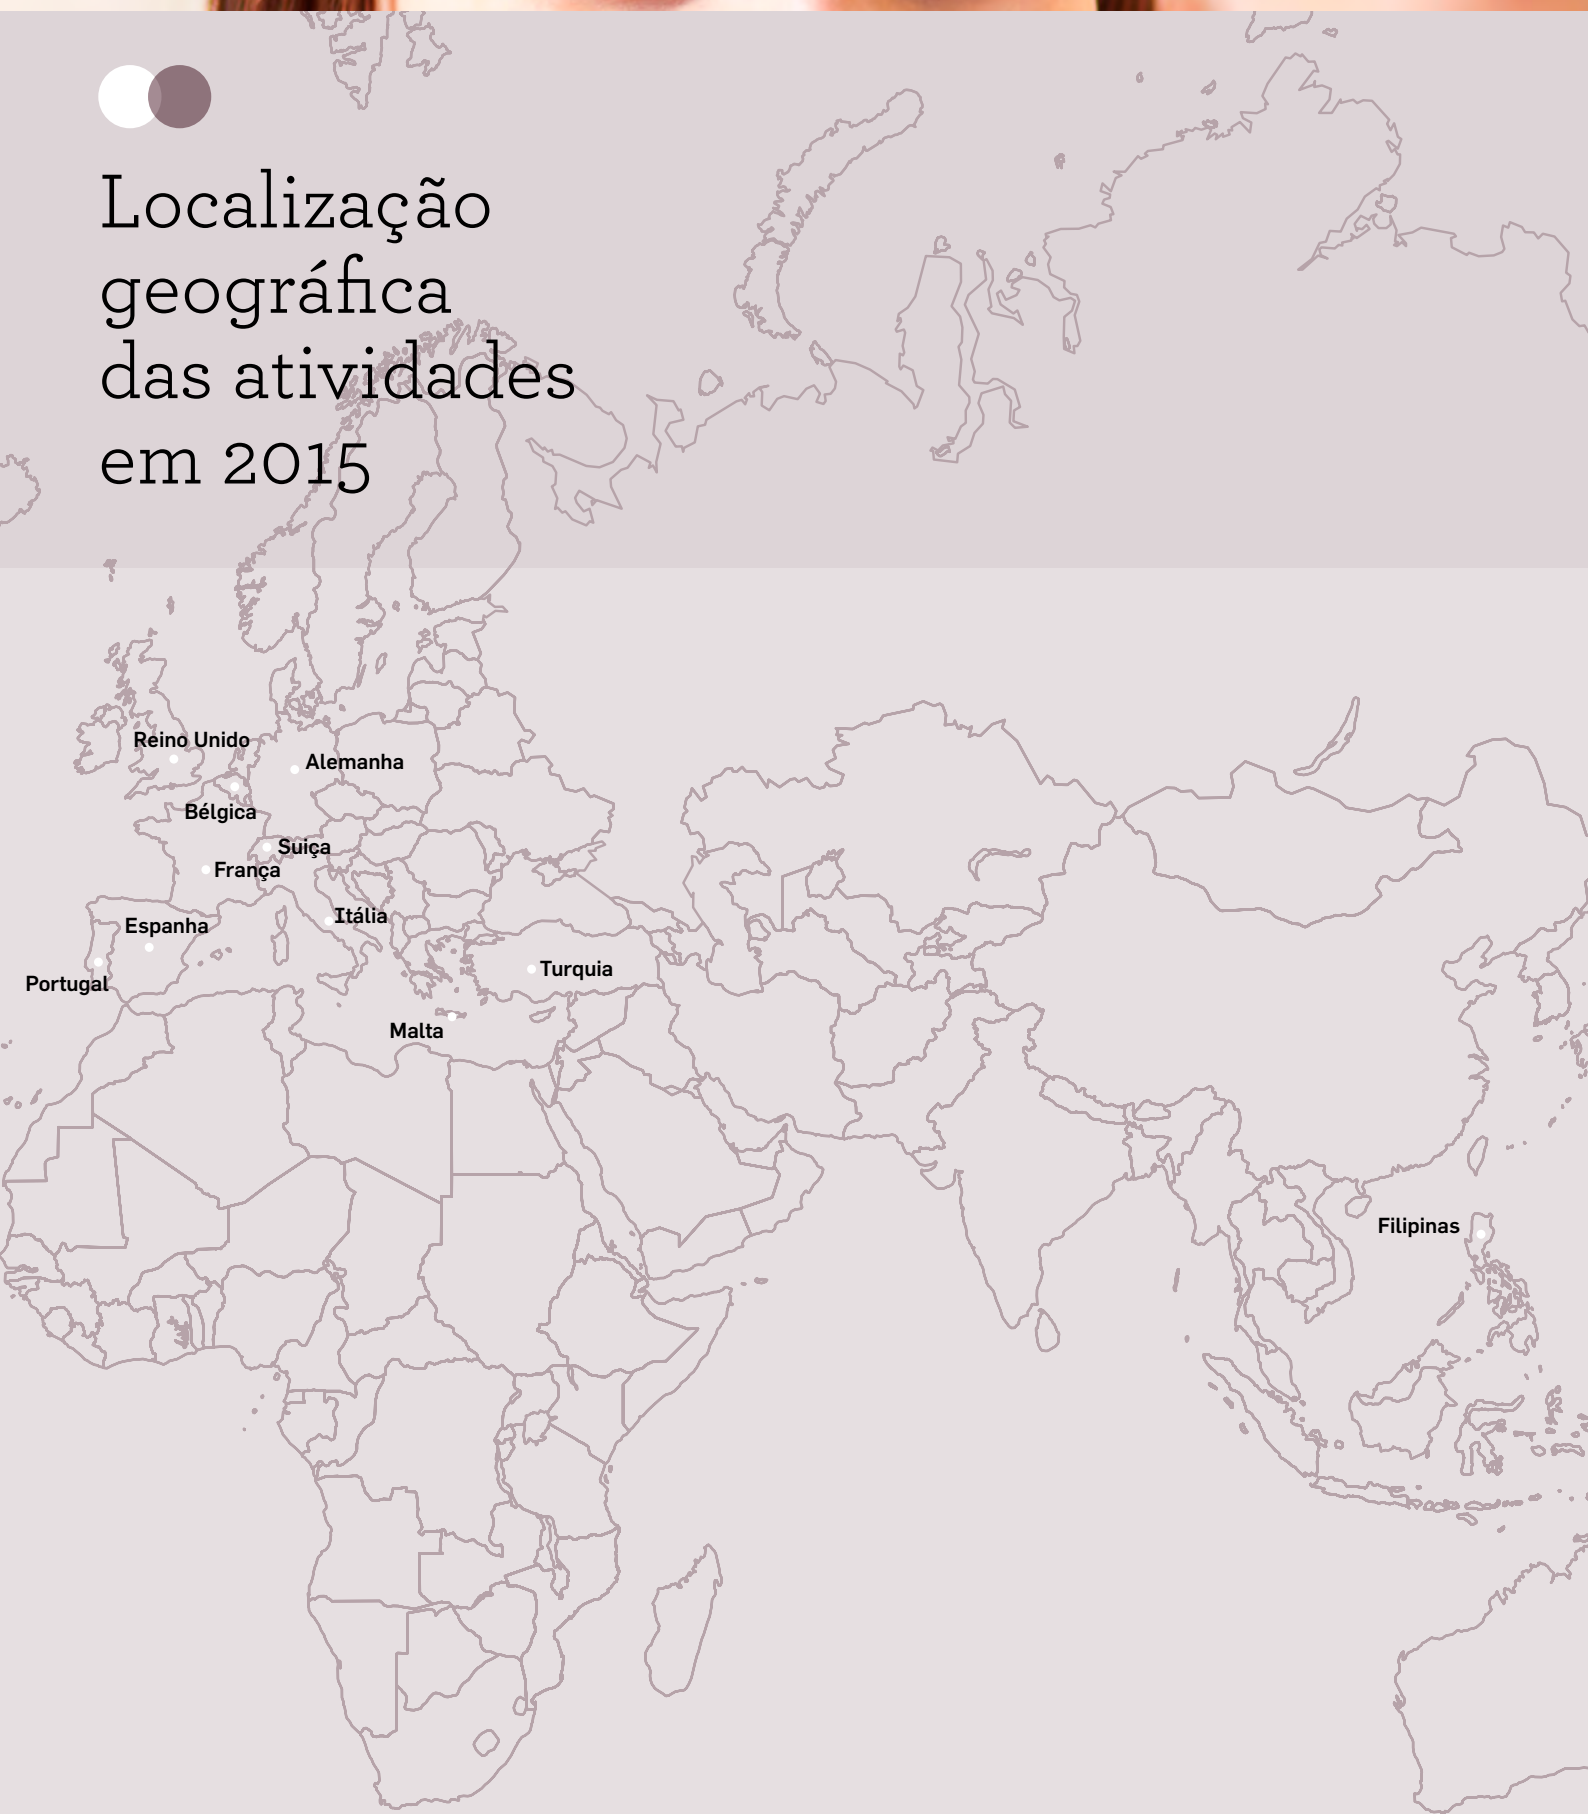 Localização
geográfica
das atividades
em 2015
Reino Unido
Alemanha
Bélgica
Suiça
França
Itália
Espanha
Portugal
Turquia
Malta
Filipinas